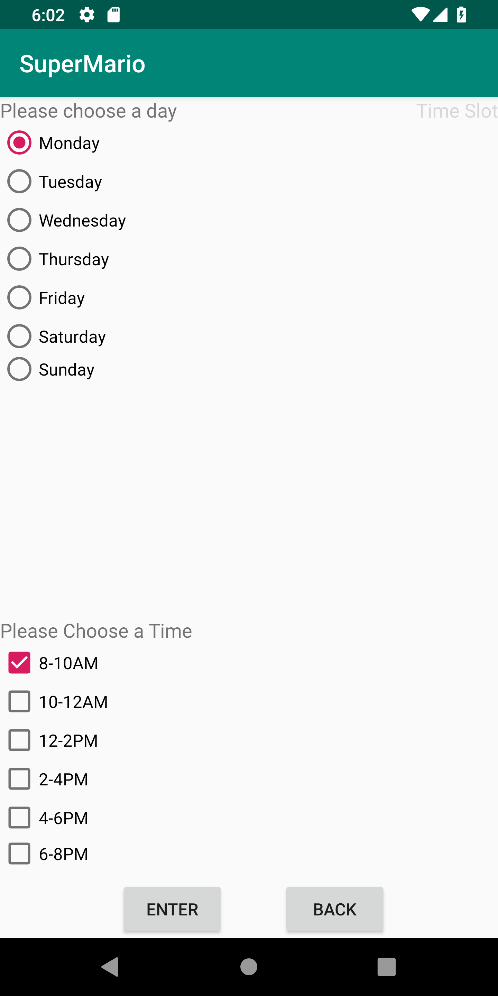 6:02
SuperMario
Please choose a day
Time Slot
Monday
Tuesday
Wednesday
Thursday
Friday
Saturday
Sunday
Please Choose a Time
8-10AM
10-12AM
12-2PM
2-4PM
4-6PM
6-8PM
ENTER BACK